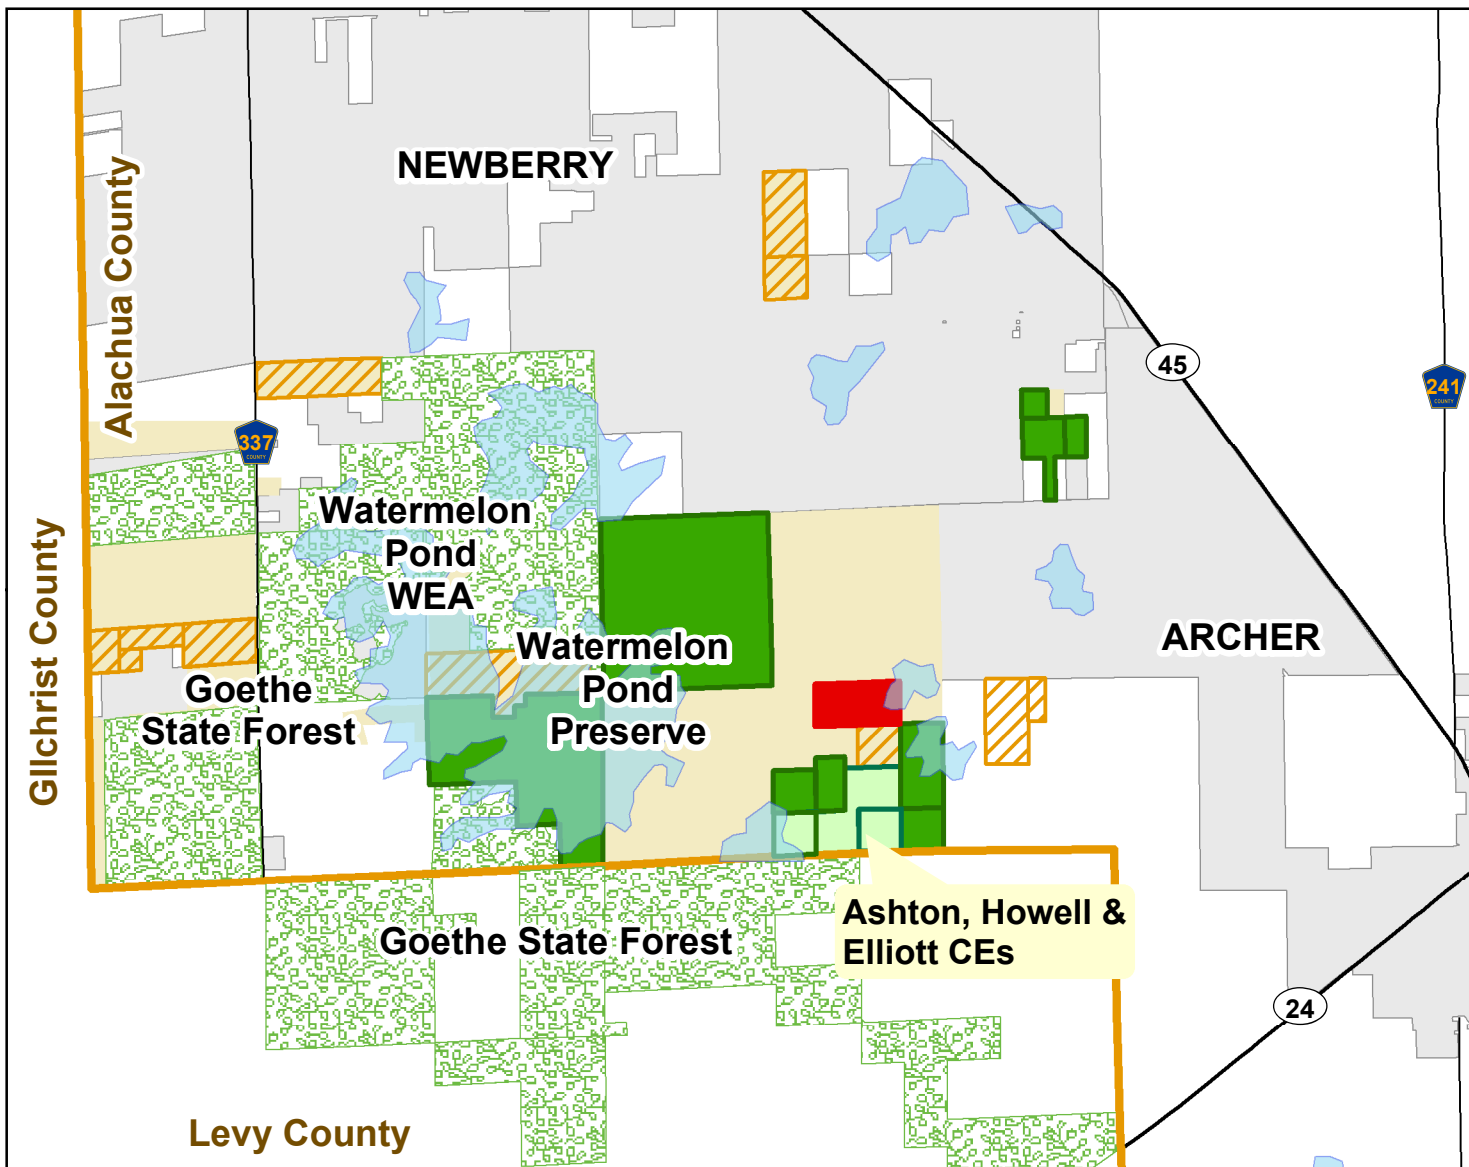 NEWBERRY
Alachua County
45
241
COUNTY
337
COUNTY
Watermelon
Pond
WEA
GIlchrist County
Watermelon
Pond
Preserve
ARCHER
Goethe
State Forest
Ashton, Howell &
Elliott CEs
Goethe State Forest
24
Levy County